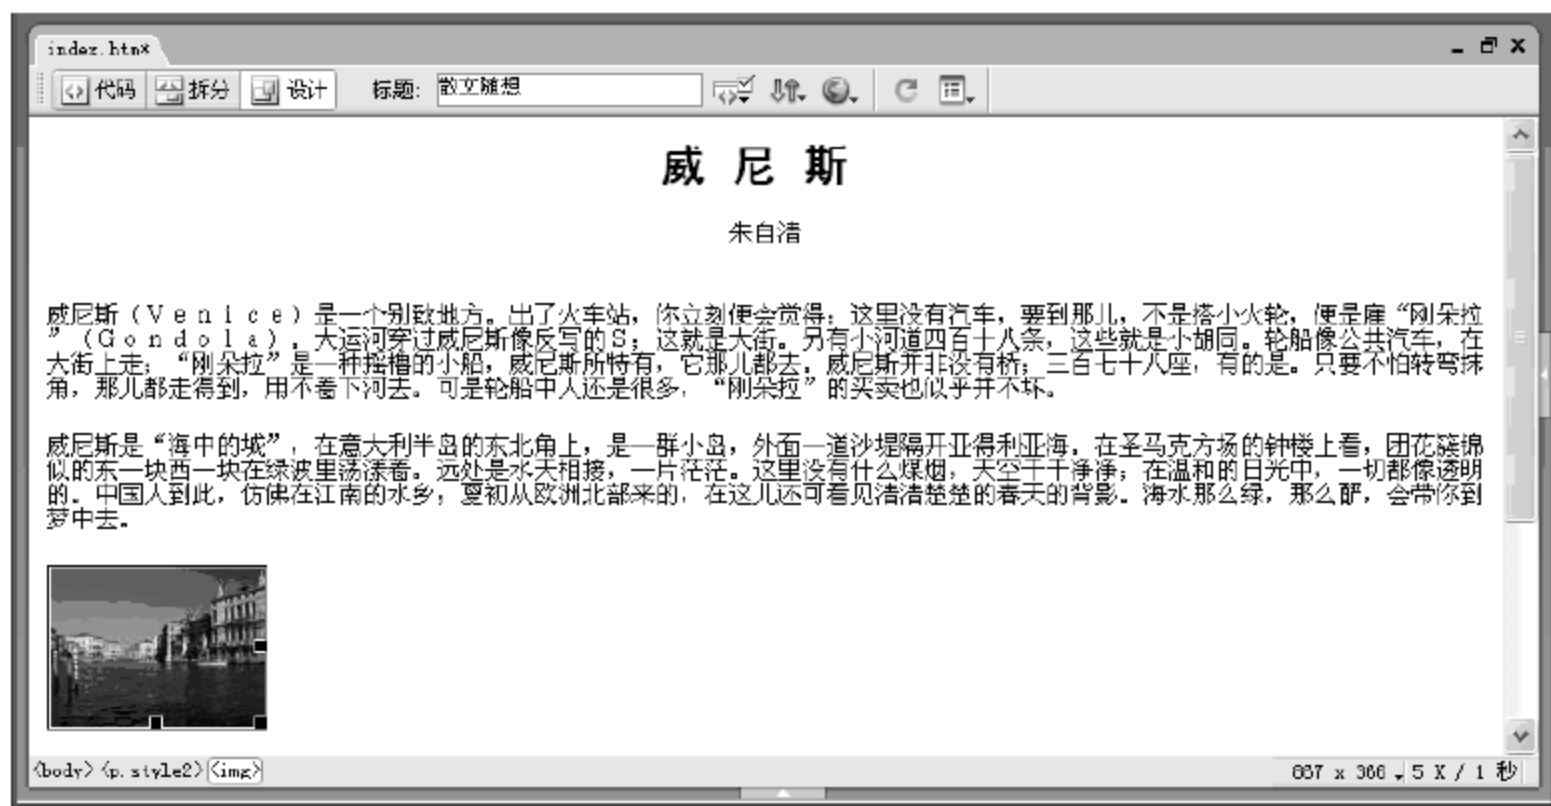 index.htm*
代码 拆分 设计 标题: 散文随想
威 尼 斯
朱自清
威尼斯（Venice）是一个别致地方。出了火车站，你立刻便会觉得；这里没有汽车，要到那儿，不是搭小火轮，便是雇“刚朵拉
”（Gondola）。大运河穿过威尼斯像反写的S；这就是大街。另有小河道四百十八条，这些就是小胡同。轮船像公共汽车，在
大街上走；“刚朵拉”是一种摇橹的小船，威尼斯所特有，它那儿都去。威尼斯并非没有桥；三百七十八座，有的是。只要不怕转弯抹
角，那儿都走得到，用不着下河去。可是轮船中人还是很多，“刚朵拉”的买卖也似乎并不坏。
威尼斯是“海中的城”，在意大利半岛的东北角上，是一群小岛，外面一道沙堤隔开亚得利亚海。在圣马克方场的钟楼上看，团花簇锦
似的东一块西一块在绿波里荡漾着。远处是水天相接，一片茫茫。这里没有什么煤烟，天空干干净净；在温和的日光中，一切都像透明
的。中国人到此，仿佛在江南的水乡；夏初从欧洲北部来的，在这儿还可看见清清楚楚的春天的背影。海水那么绿，那么酽，会带你到
梦中去。
<body> <p.style2> <img>
867 x 366 5 K / 1 秒